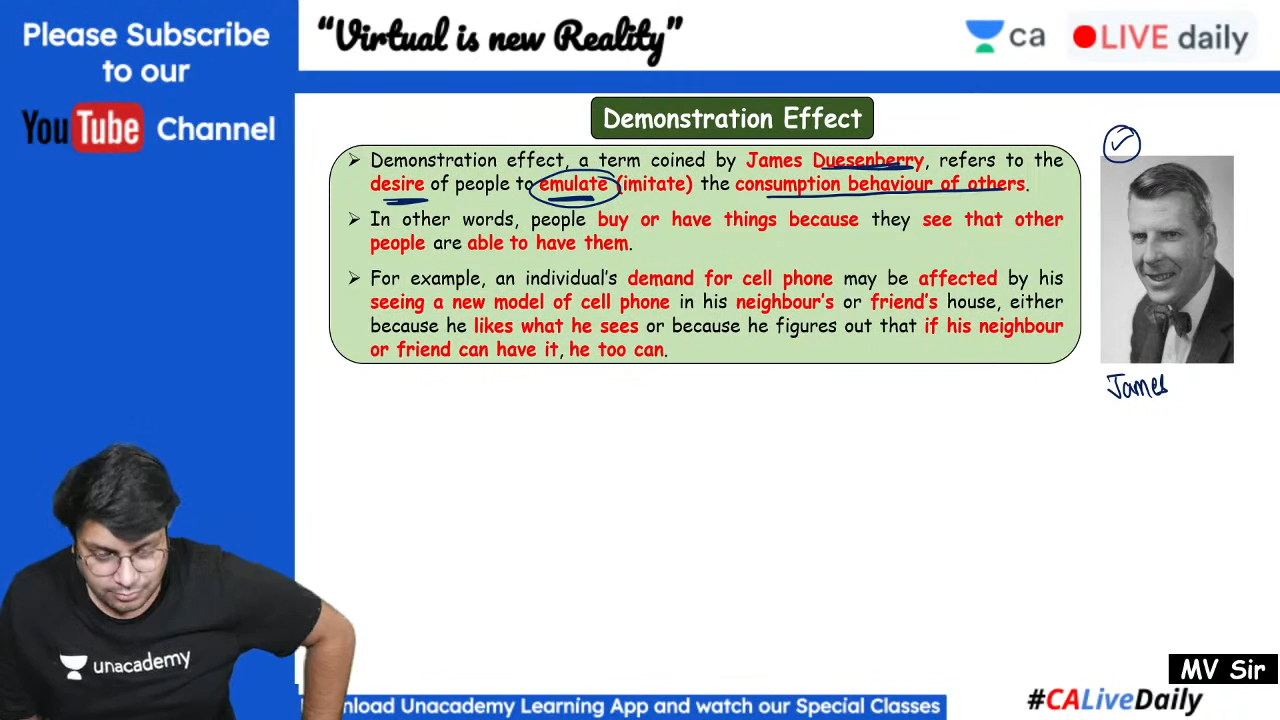 Please Subscribe
to our
YouTube Channel
“Virtual is new Reality”
ca
LIVE daily
Demonstration Effect
➢ Demonstration effect, a term coined by James Duesenberry, refers to the
desire of people to emulate (imitate) the consumption behaviour of others.
➢ In other words, people buy or have things because they see that other
people are able to have them.
➢ For example, an individual’s demand for cell phone may be affected by his
seeing a new model of cell phone in his neighbour’s or friend’s house, either
because he likes what he sees or because he figures out that if his neighbour
or friend can have it, he too can.
James
unacademy
MV Sir
Unacademy Learning App and watch our Special Classes
#CALiveDaily